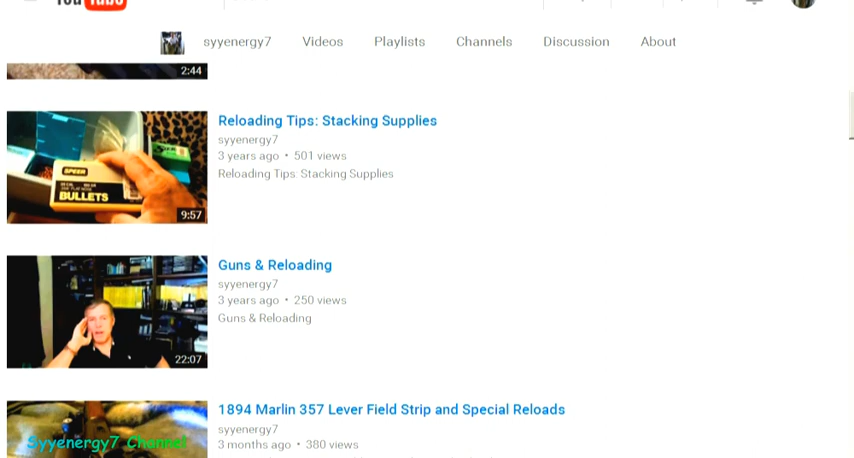 YouTube
syyenergy7 Videos Playlists Channels Discussion About
2:44
Reloading Tips: Stacking Supplies
syyenergy7
3 years ago • 501 views
Reloading Tips: Stacking Supplies
SPEER
BULLETS
9:57
Guns & Reloading
syyenergy7
3 years ago • 250 views
Guns & Reloading
22:07
1894 Marlin 357 Lever Field Strip and Special Reloads
syyenergy7
3 months ago • 380 views
Syyenergy7 Channel